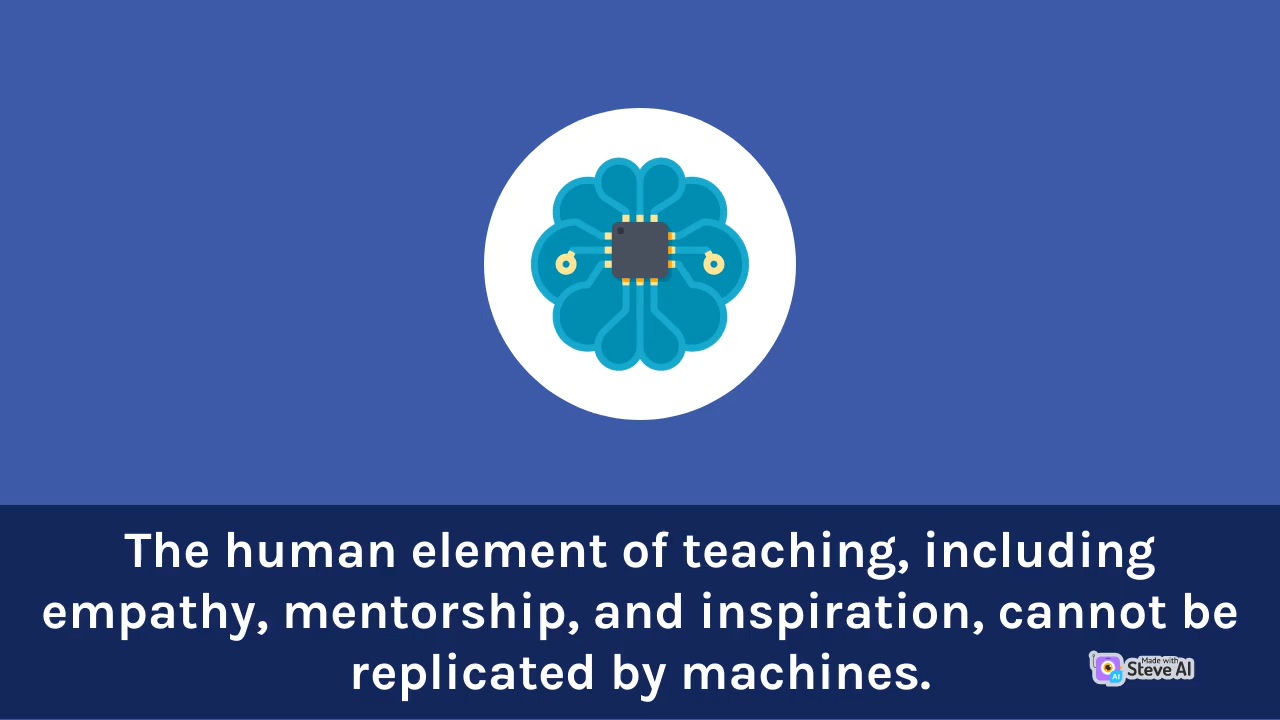 The human element of teaching, including
empathy, mentorship, and inspiration, cannot be
replicated by machines.
Made with
Steve AI
AI